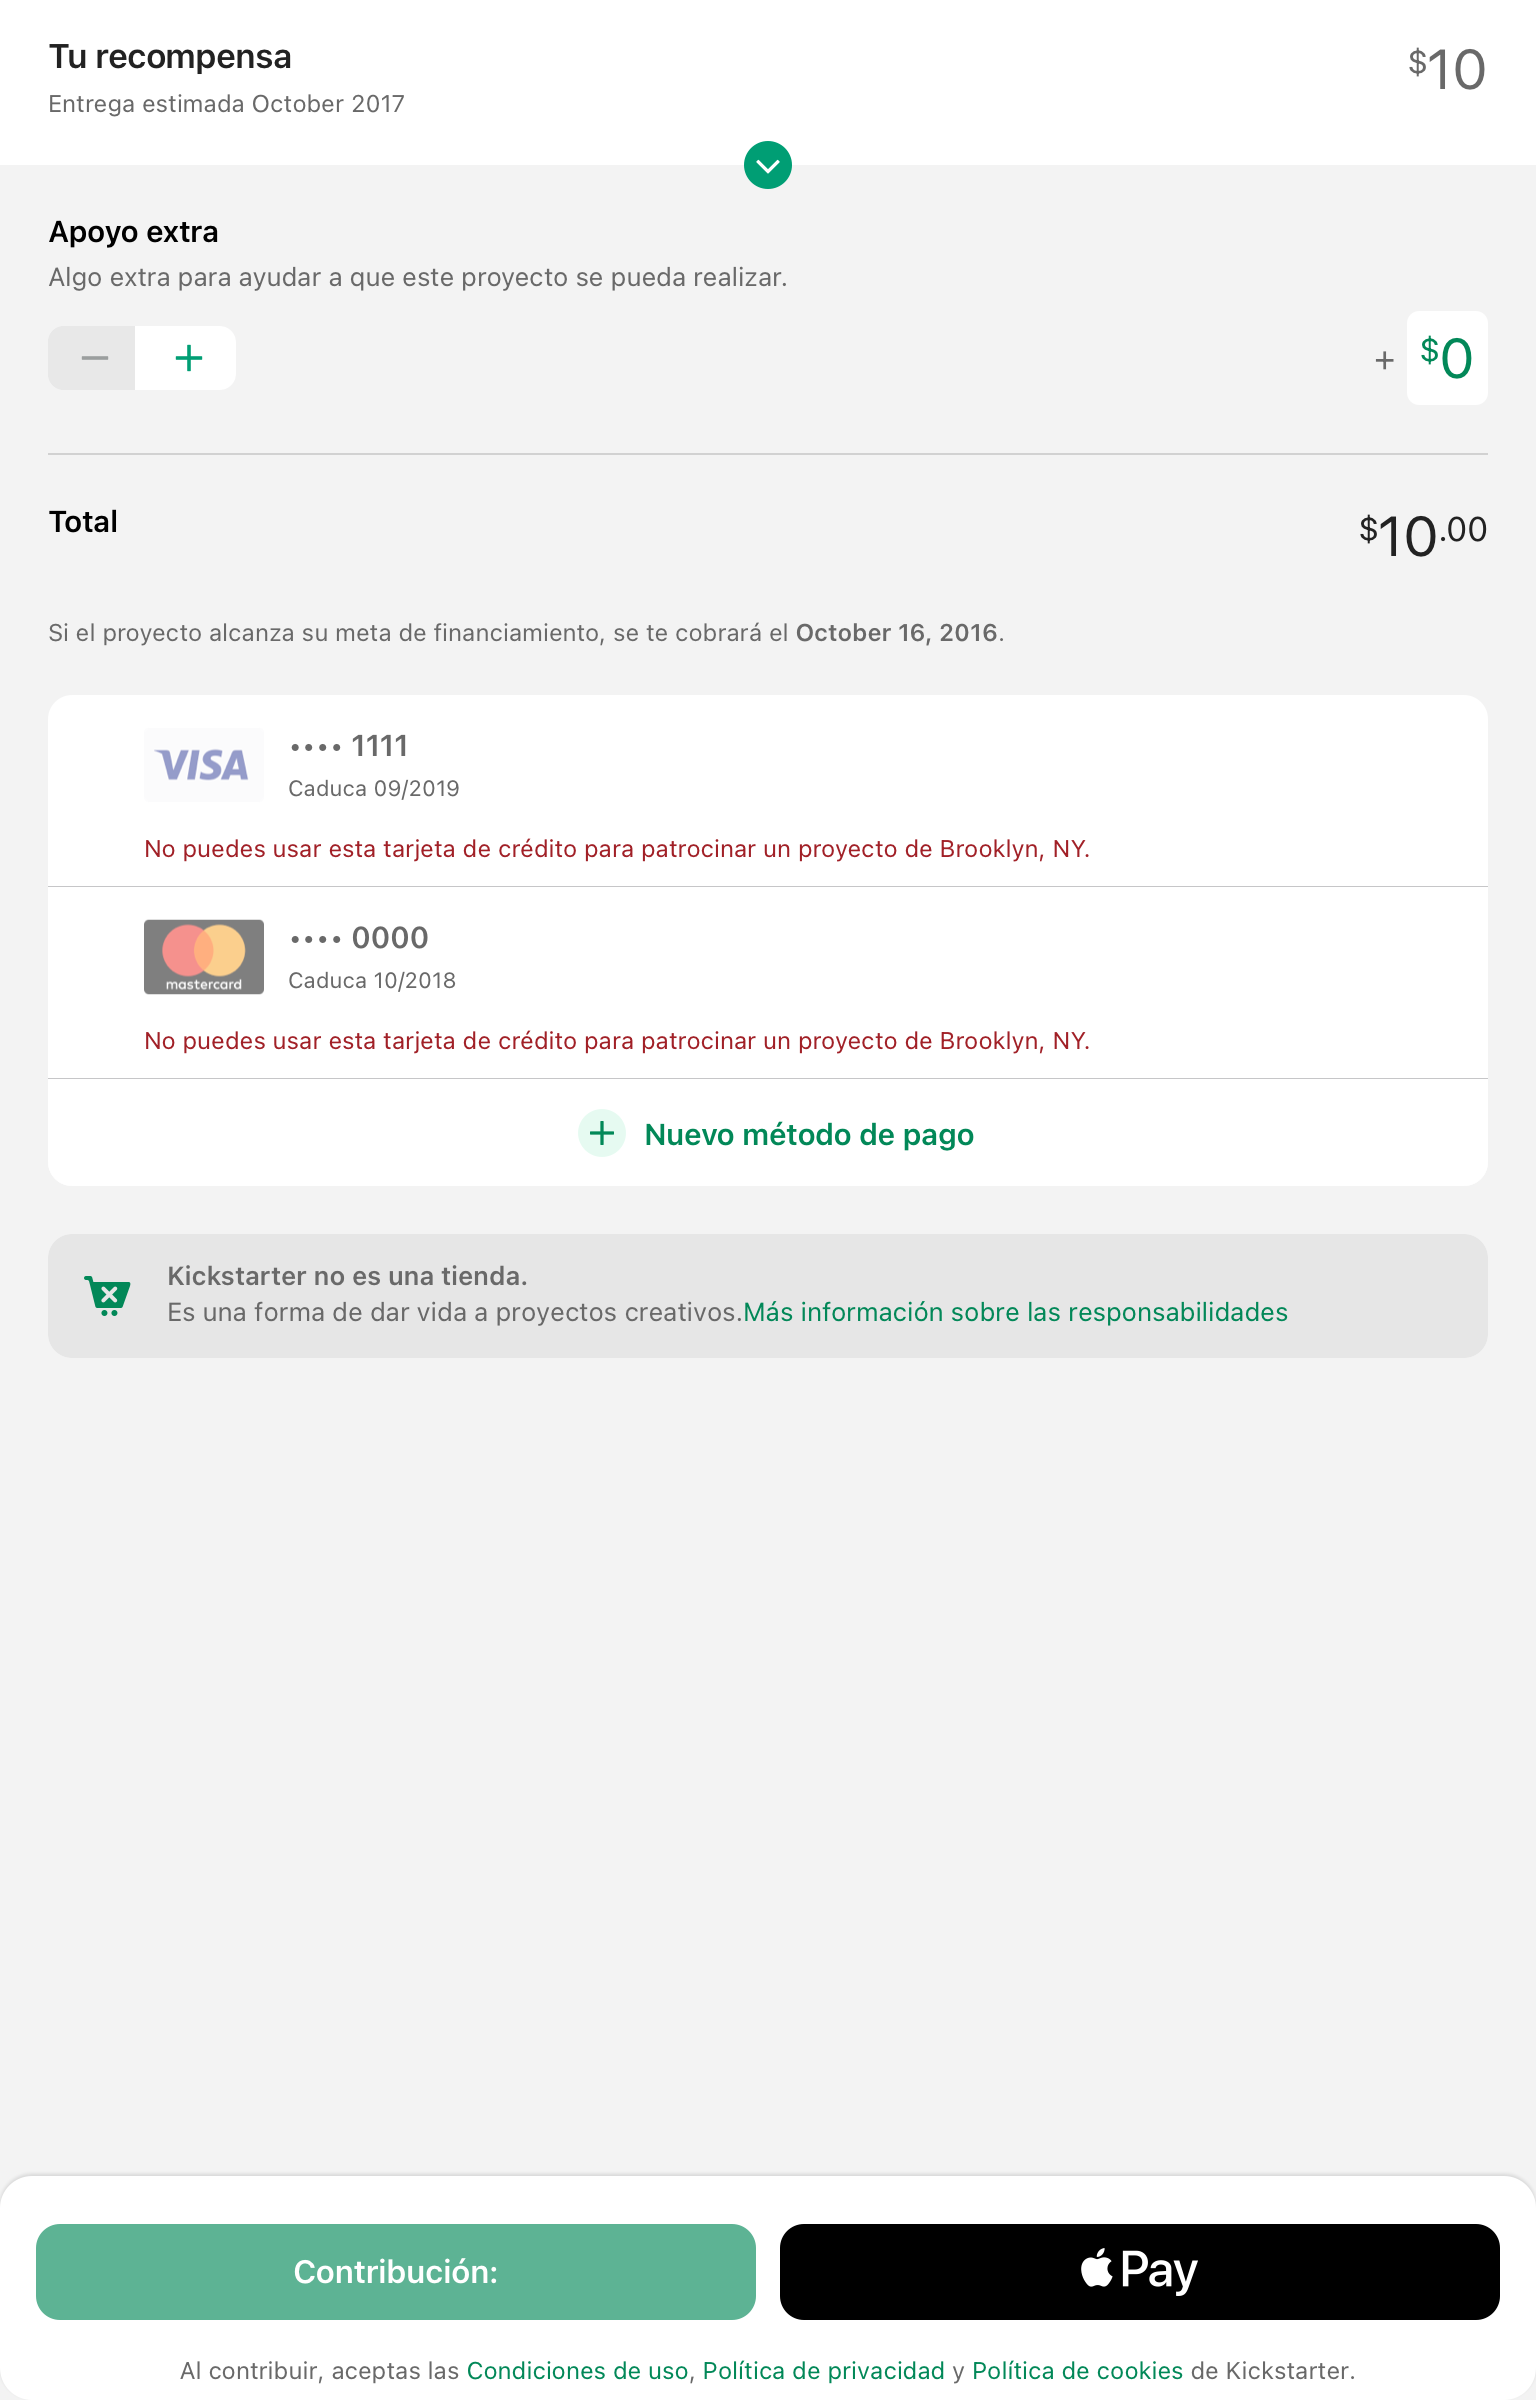 Tu recompensa
$10
Entrega estimada October 2017
Apoyo extra
Algo extra para ayudar a que este proyecto se pueda realizar.
+ $0
Total
$10.00
Si el proyecto alcanza su meta de financiamiento, se te cobrará el October 16, 2016.
VISA
•••• 1111
Caduca 09/2019
No puedes usar esta tarjeta de crédito para patrocinar un proyecto de Brooklyn, NY.
mastercard
•••• 0000
Caduca 10/2018
No puedes usar esta tarjeta de crédito para patrocinar un proyecto de Brooklyn, NY.
Nuevo método de pago
Kickstarter no es una tienda.
Es una forma de dar vida a proyectos creativos.Más información sobre las responsabilidades
Contribución:
Pay
Al contribuir, aceptas las Condiciones de uso, Política de privacidad y Política de cookies de Kickstarter.